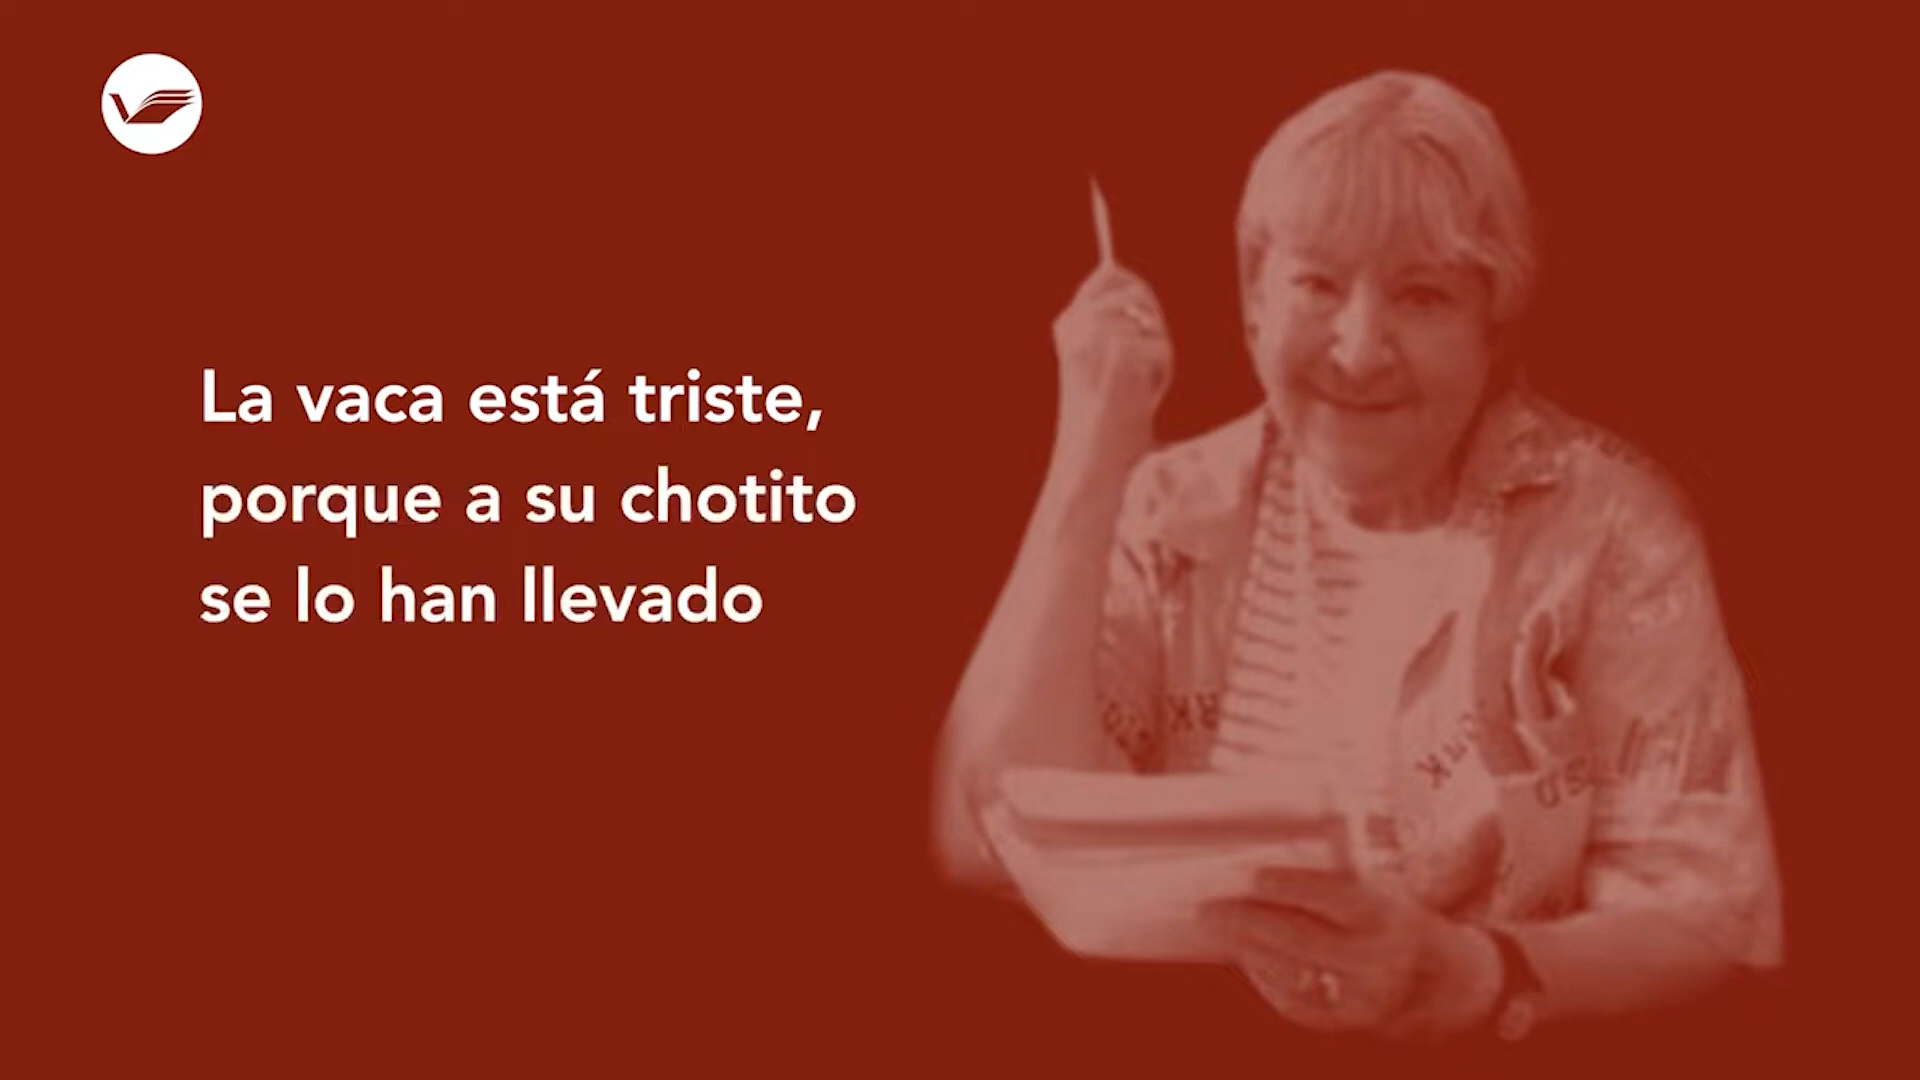 La vaca está triste,
porque a su chotito
se lo han llevado